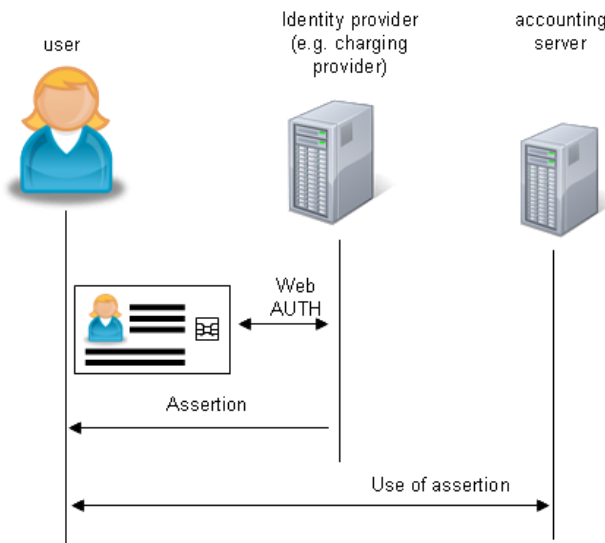 user
Identity provider
(e.g. charging
provider)
accounting
server
Web
AUTH
Assertion
Use of assertion